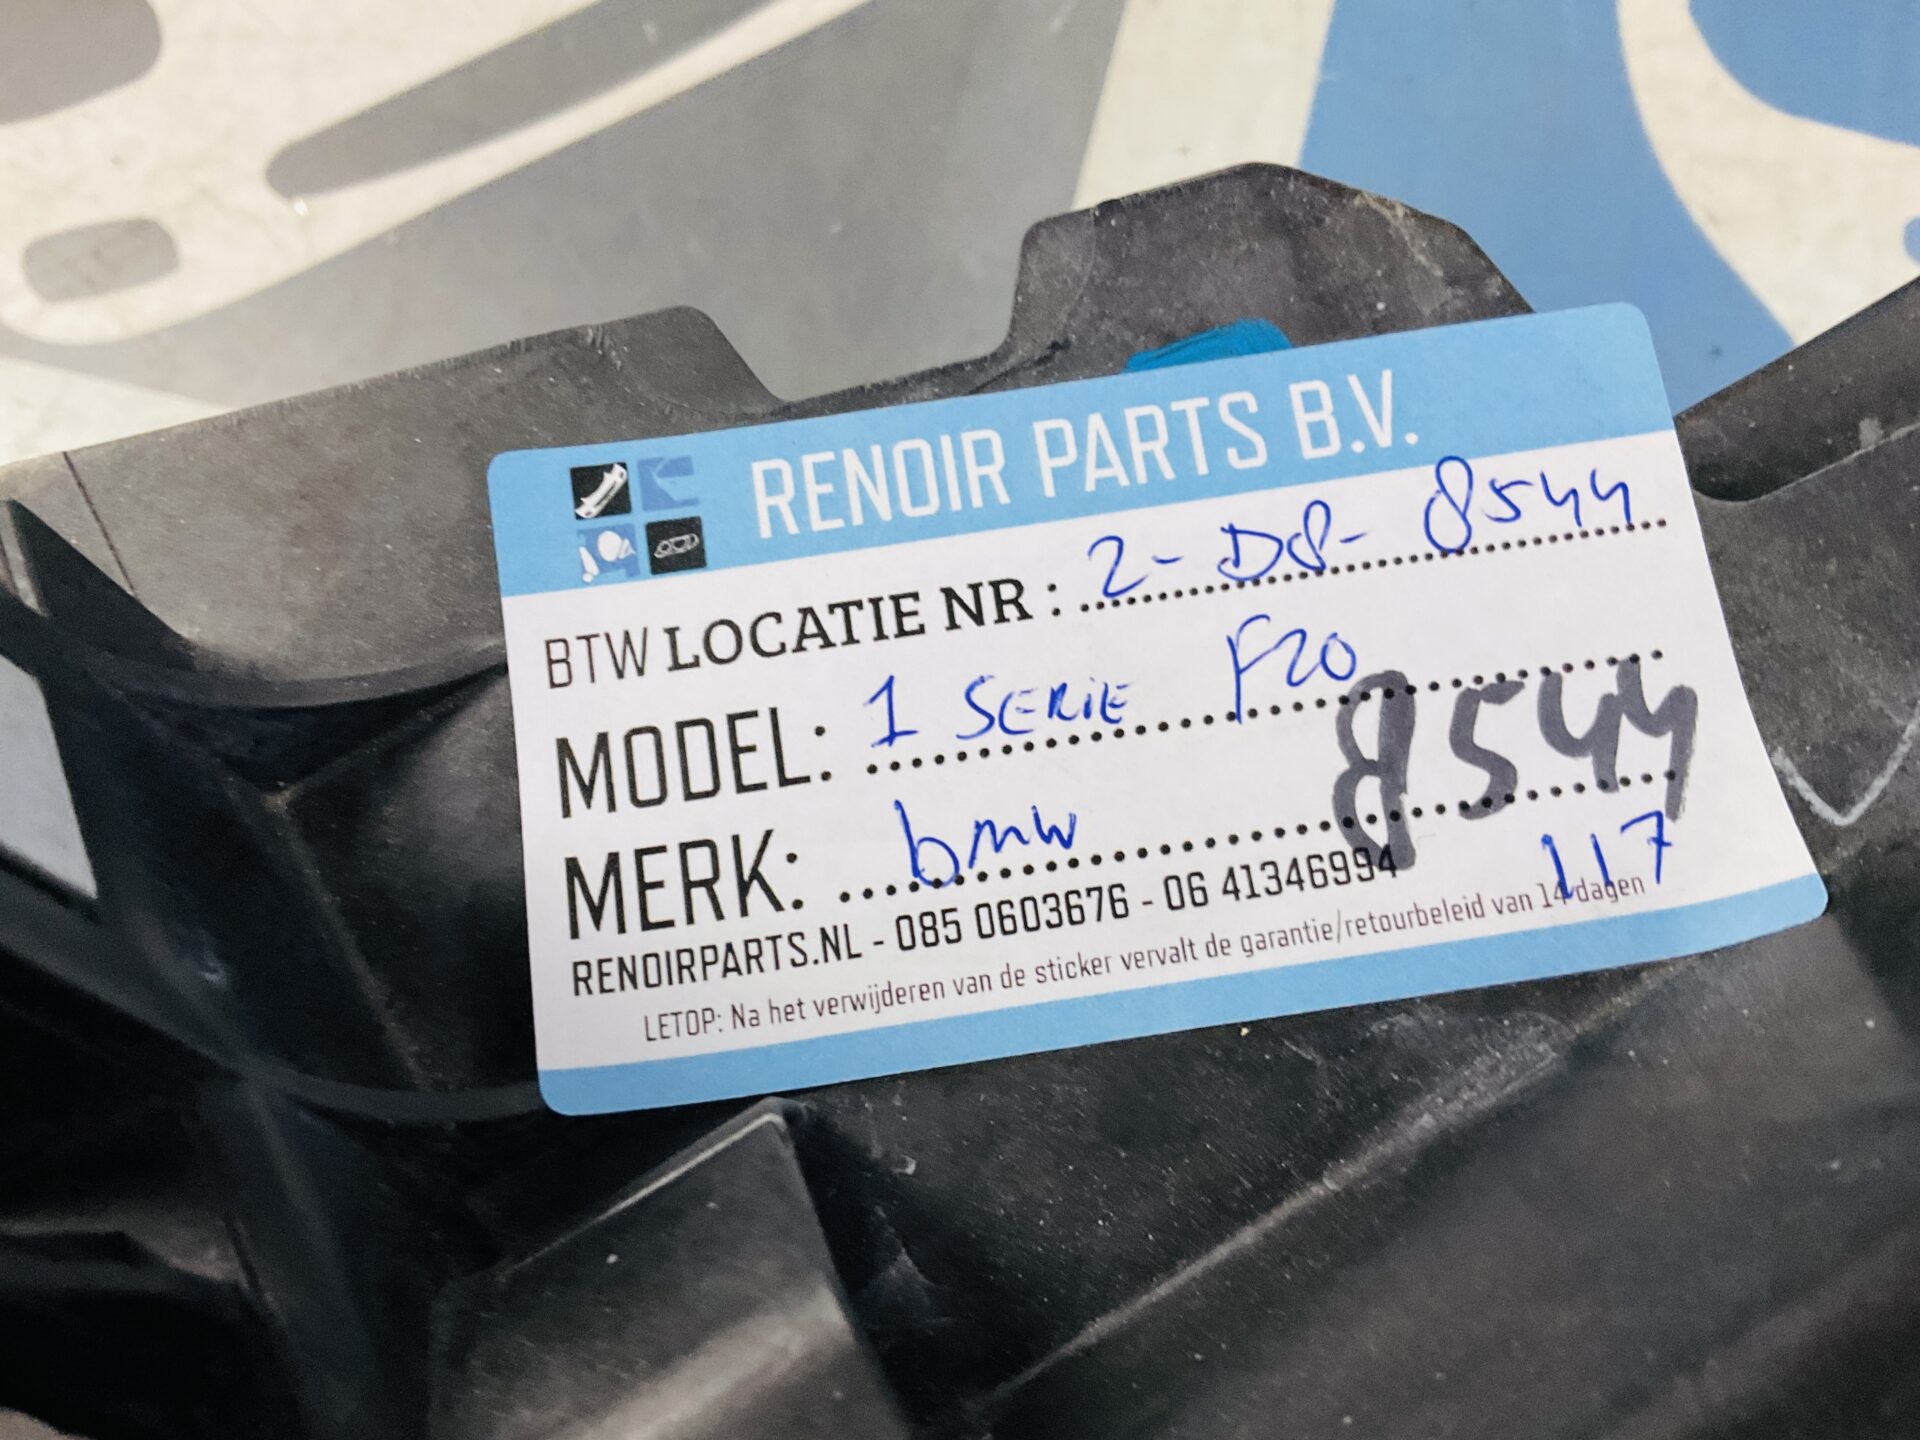 RENOIR PARTS B.V.
BTW LOCATIE NR : 2-D8-8544
MODEL: 1 SERIE F20
8544
MERK: bmw
117
RENOIRPARTS.NL - 085 0603676 - 06 41346994
LETOP: Na het verwijderen van de sticker vervalt de garantie/retourbeleid van 14 dagen